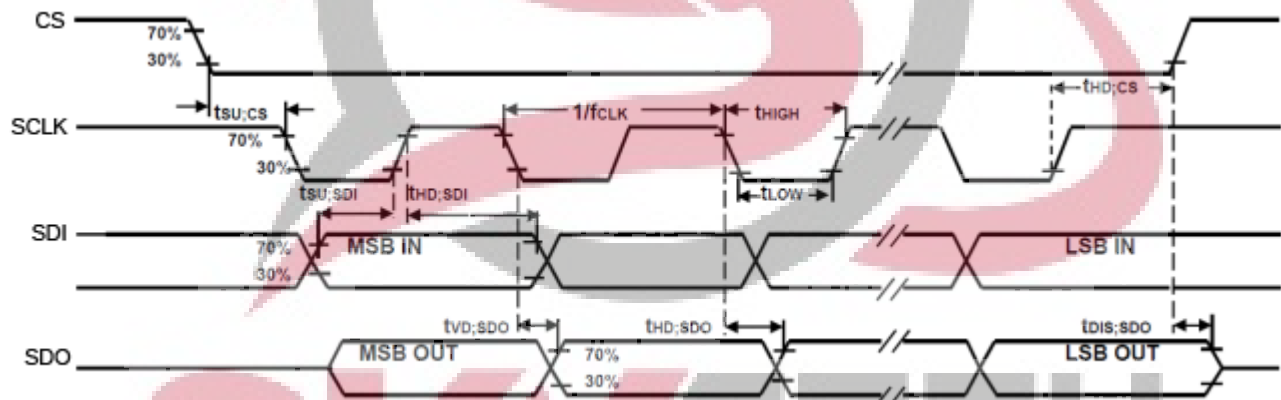 CS
70%
30%
tHD;CS
tSU;CS
1/fCLK
tHIGH
SCLK
70%
30%
tSU;SDI
tHD;SDI
tLOW
SDI
70%
MSB IN
LSB IN
30%
tVD;SDO
tHD;SDO
tDIS;SDO
SDO
MSB OUT
70%
LSB OUT
30%